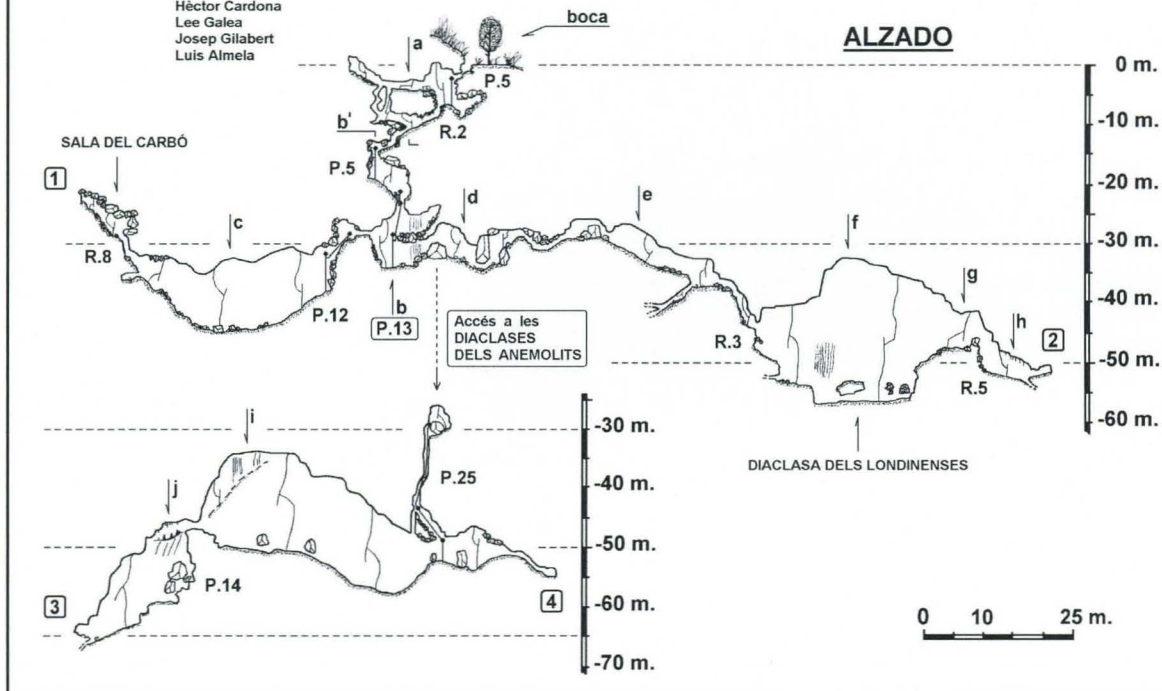 Hèctor Cardona
Lee Galea
Josep Gilabert
Luis Almela
boca
ALZADO
a
P.5
0 m.
-10 m.
-20 m.
-30 m.
-40 m.
-50 m.
-60 m.
b'
R.2
P.5
SALA DEL CARBÓ
1
c
d
e
f
g
h
2
R.8
P.12
b
P.13
Accés a les
DIACLASES
DELS ANEMOLITS
R.3
R.5
DIACLASA DELS LONDINENSES
i
j
P.25
P.14
3
4
-30 m.
-40 m.
-50 m.
-60 m.
-70 m.
0 10 25 m.